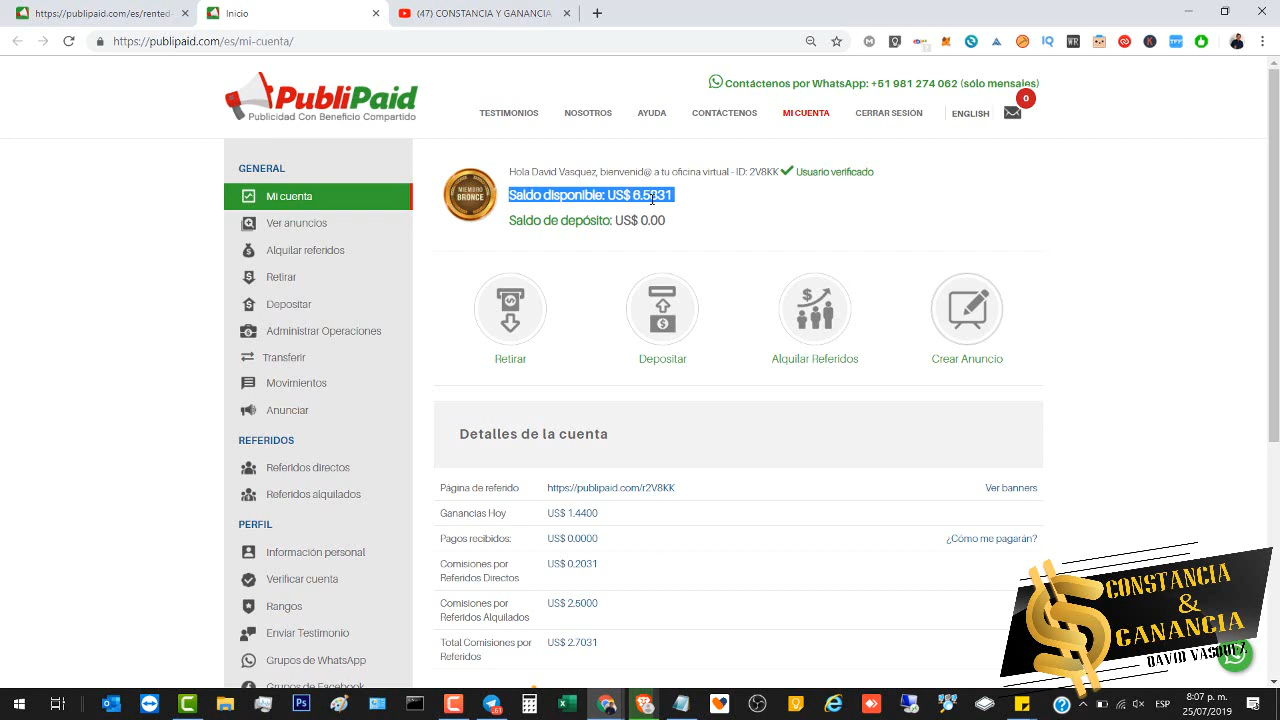 https://publipaid.com/es/rented-
Inicio
(47) CONSTANCIA Y GANANCIA
https://publipaid.com/es/mi-cuenta/
PubliPaid
Publicidad Con Beneficio Compartido
Contáctenos por WhatsApp: +51 981 274 062 (sólo mensales)
TESTIMONIOS NOSOTROS AYUDA CONTÁCTENOS MI CUENTA CERRAR SESIÓN ENGLISH 0
GENERAL
Mi cuenta
Ver anuncios
Alquilar referidos
Retirar
Depositar
Administrar Operaciones
Transferir
Movimientos
Anunciar
REFERIDOS
Referidos directos
Referidos alquilados
PERFIL
Información personal
Verificar cuenta
Rangos
Enviar Testimonio
Grupos de WhatsApp
Grupos de Facebook
MIEMBRO
BRONCE
Hola David Vasquez, bienvenid@ a tu oficina virtual - ID: 2V8KK Usuario verificado
Saldo disponible: US$
Saldo de depósito: US$ 0.00
Retirar Depositar Alquilar Referidos Crear Anuncio
Detalles de la cuenta
Página de referido https://publipaid.com/r2V8KK Ver banners
Ganancias Hoy US$ 1.4400
Pagos recibidos: US$ 0.0000 ¿Cómo me pagarán?
Comisiones por US$ 0.2031
Referidos Directos
Comisiones por US$ 2.5000
Referidos Alquilados
Total Comisiones por US$ 2.7031
Referidos
CONSTANCIA
&
GANANCIA
DAVID VASQUEZ
ESP
8:07 p. m.
25/07/2019